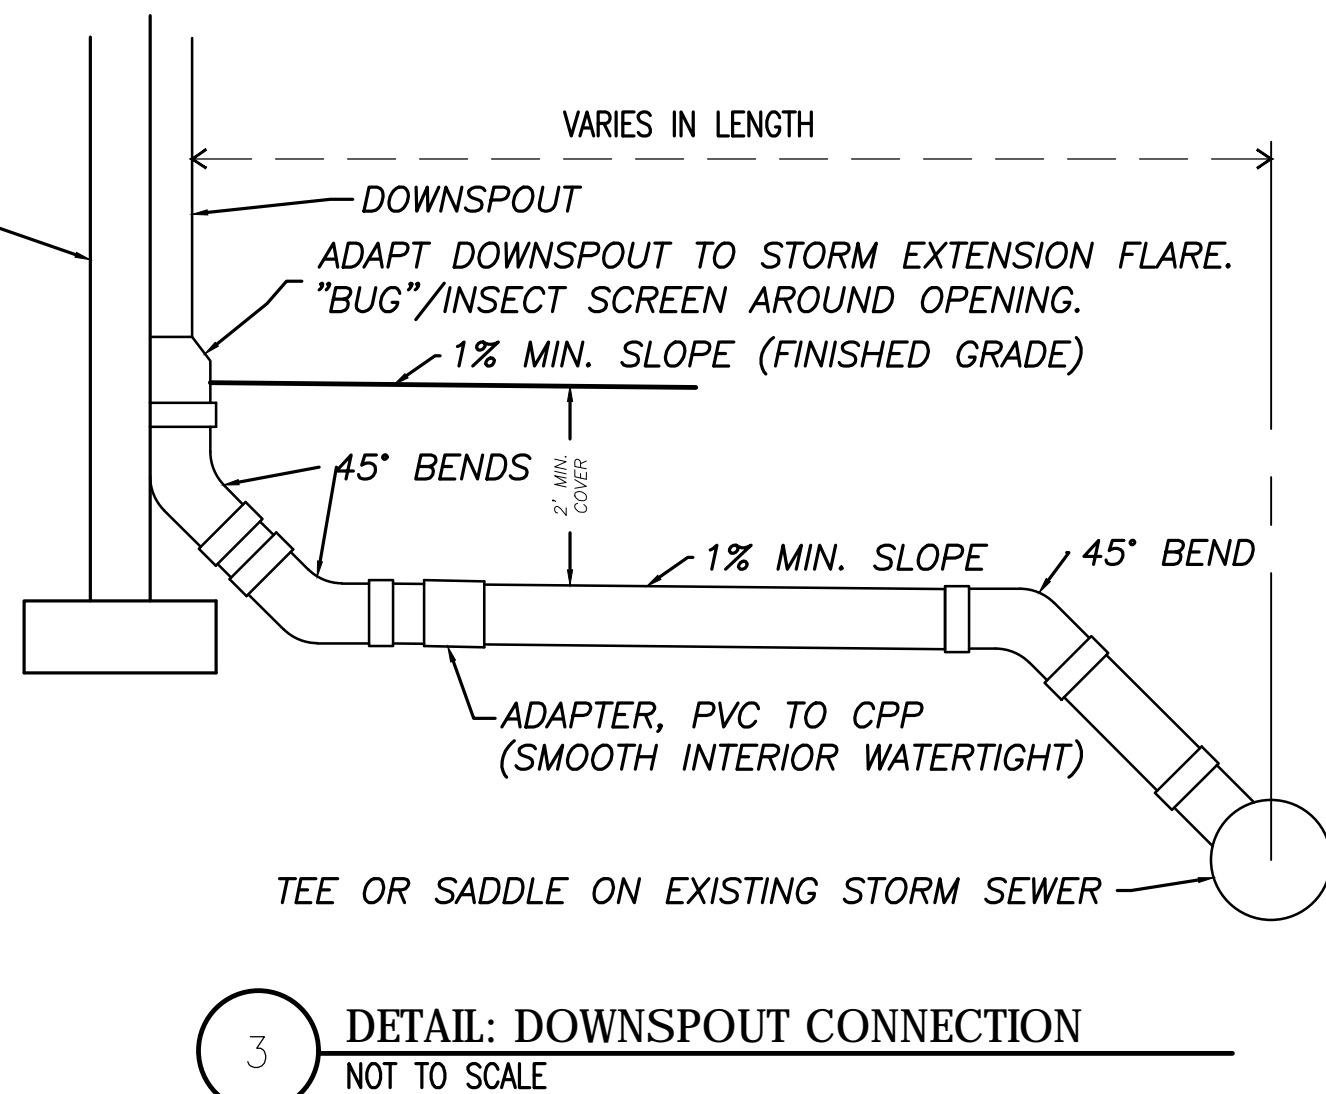 VARIES IN LENGTH
DOWNSPOUT
ADAPT DOWNSPOUT TO STORM EXTENSION FLARE.
"BUG"/INSECT SCREEN AROUND OPENING.
1% MIN. SLOPE (FINISHED GRADE)
45° BENDS
2' MIN.
COVER
1% MIN. SLOPE
45° BEND
ADAPTER, PVC TO CPP
(SMOOTH INTERIOR WATERTIGHT)
TEE OR SADDLE ON EXISTING STORM SEWER
3
DETAIL: DOWNSPOUT CONNECTION
NOT TO SCALE